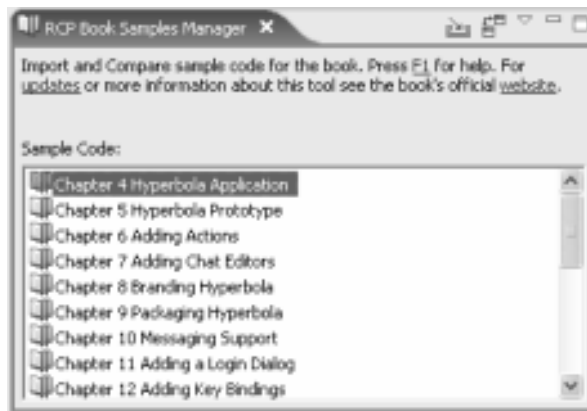 RCP Book Samples Manager
Import and Compare sample code for the book. Press F1 for help. For
updates or more information about this tool see the book's official website.
Sample Code:
Chapter 4 Hyperbola Application
Chapter 5 Hyperbola Prototype
Chapter 6 Adding Actions
Chapter 7 Adding Chat Editors
Chapter 8 Branding Hyperbola
Chapter 9 Packaging Hyperbola
Chapter 10 Messaging Support
Chapter 11 Adding a Login Dialog
Chapter 12 Adding Key Bindings